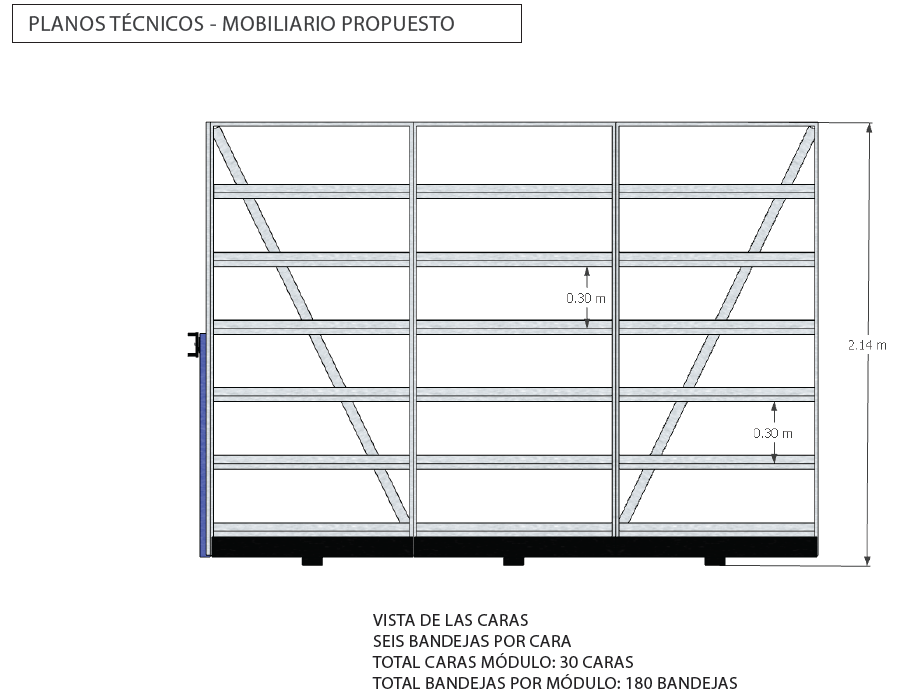 PLANOS TÉCNICOS - MOBILIARIO PROPUESTO
0.30 m
2.14 m
0.30 m
VISTA DE LAS CARAS
SEIS BANDEJAS POR CARA
TOTAL CARAS MÓDULO: 30 CARAS
TOTAL BANDEJAS POR MÓDULO: 180 BANDEJAS